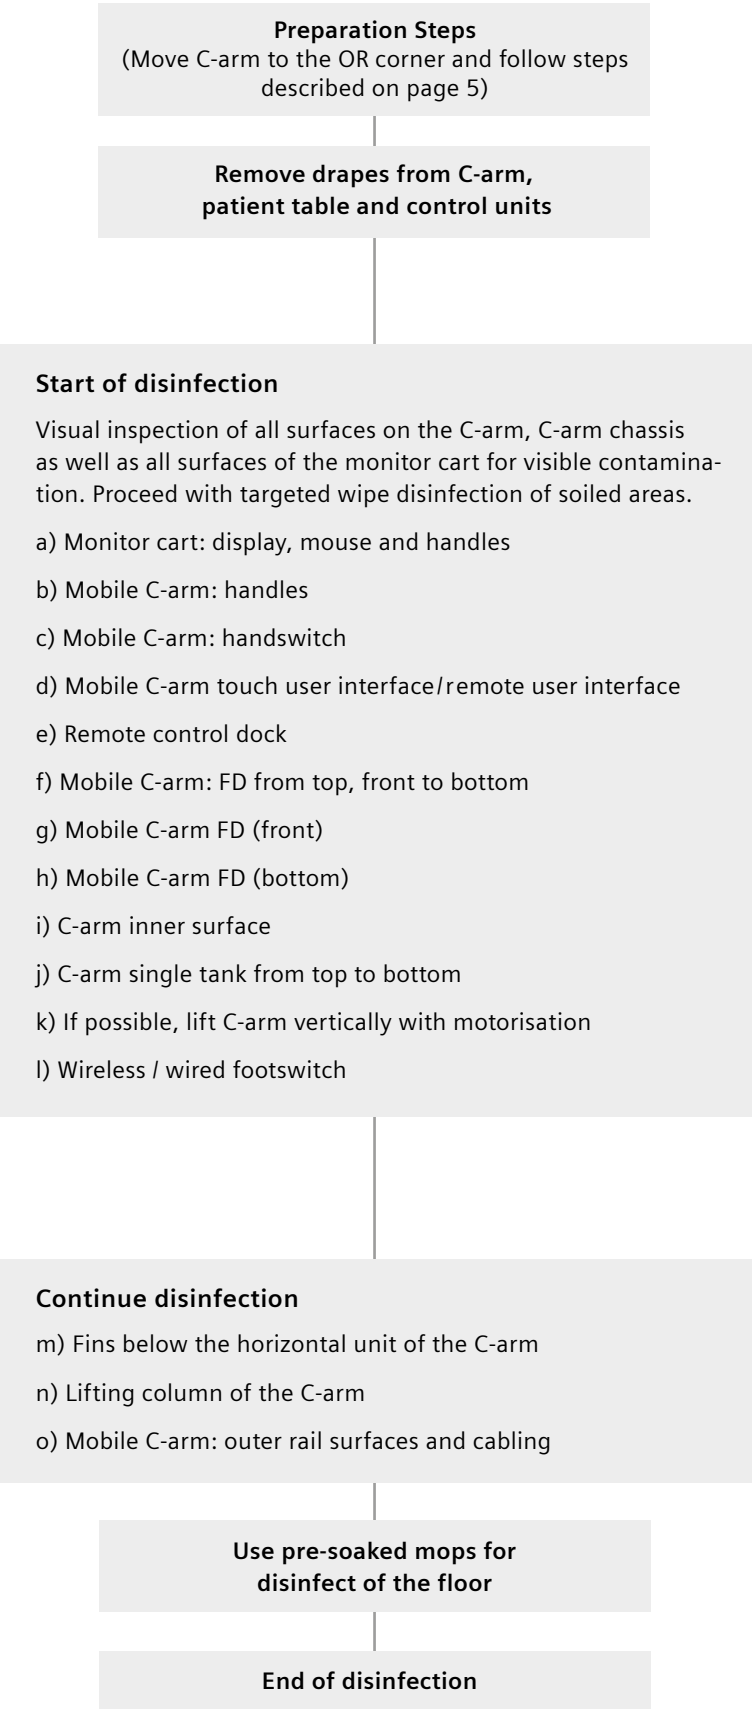 Preparation Steps
(Move C-arm to the OR corner and follow steps
described on page 5)
Remove drapes from C-arm,
patient table and control units
Start of disinfection
Visual inspection of all surfaces on the C-arm, C-arm chassis
as well as all surfaces of the monitor cart for visible contamina-
tion. Proceed with targeted wipe disinfection of soiled areas.
a) Monitor cart: display, mouse and handles
b) Mobile C-arm: handles
c) Mobile C-arm: handswitch
d) Mobile C-arm touch user interface/remote user interface
e) Remote control dock
f) Mobile C-arm: FD from top, front to bottom
g) Mobile C-arm FD (front)
h) Mobile C-arm FD (bottom)
i) C-arm inner surface
j) C-arm single tank from top to bottom
k) If possible, lift C-arm vertically with motorisation
l) Wireless / wired footswitch
Continue disinfection
m) Fins below the horizontal unit of the C-arm
n) Lifting column of the C-arm
o) Mobile C-arm: outer rail surfaces and cabling
Use pre-soaked mops for
disinfect of the floor
End of disinfection